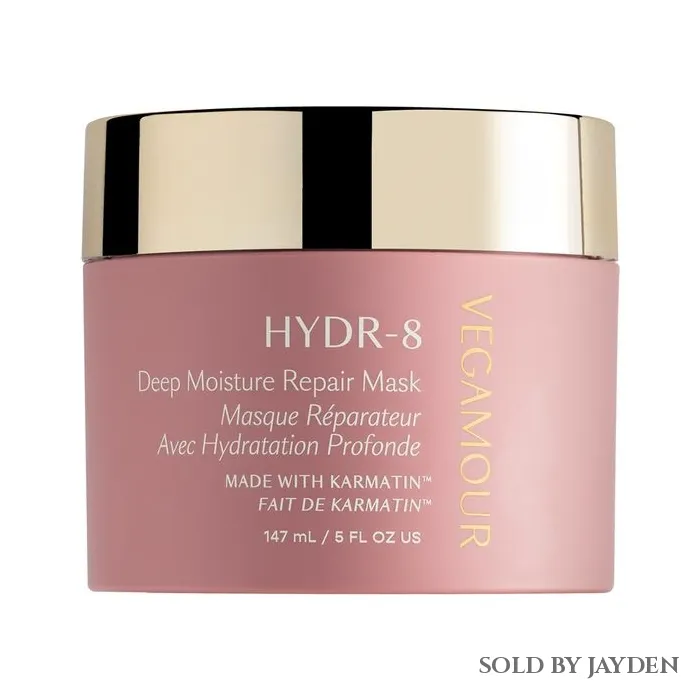 HYDR-8
Deep Moisture Repair Mask
Masque Réparateur
Avec Hydratation Profonde
MADE WITH KARMATIN™
FAIT DE KARMATIN™
147 mL / 5 FL OZ US
VEGAMOUR
SOLD BY JAYDEN